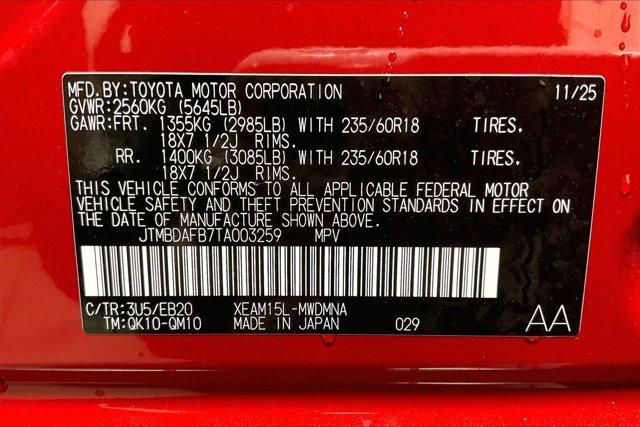 MFD.BY:TOYOTA MOTOR CORPORATION 11/25
GVWR:2560KG (5645LB)
GAWR:FRT. 1355KG (2985LB) WITH 235/60R18 TIRES.
18X7 1/2J RIMS.
RR. 1400KG (3085LB) WITH 235/60R18 TIRES.
18X7 1/2J RIMS.
THIS VEHICLE CONFORMS TO ALL APPLICABLE FEDERAL MOTOR
VEHICLE SAFETY AND THEFT PREVENTION STANDARDS IN EFFECT ON
THE DATE OF MANUFACTURE SHOWN ABOVE.
JTMBDAFB7TA003259 MPV
C/TR:3U5/EB20 XEAM15L-MWDMNA
TM:QK10-QM10 MADE IN JAPAN 029 AA